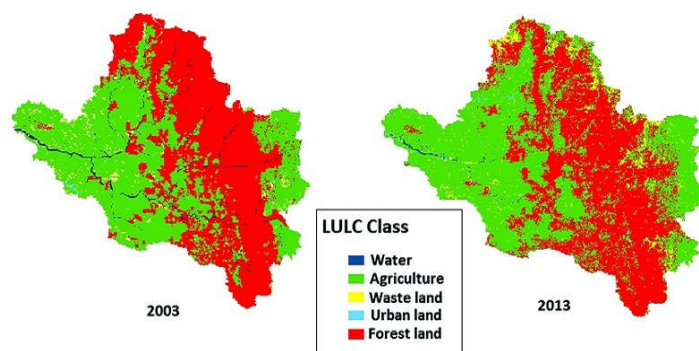 LULC Class
Water
Agriculture
Waste land
Urban land
Forest land
2003
2013